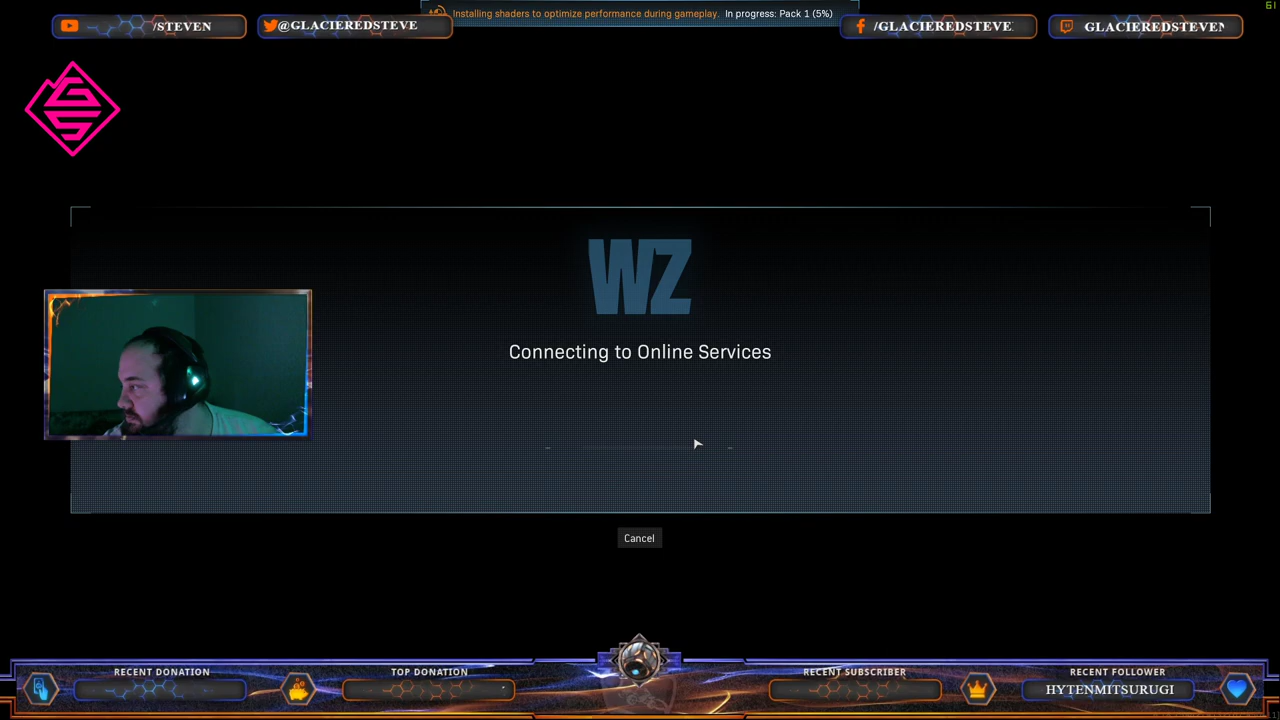 Installing shaders to optimize performance during gameplay. In progress: Pack 1 (5%)
61
/STEVEN
@GLACIEREDSTEVE
/GLACIEREDSTEVE
GLACIEREDSTEVEN
WZ
Connecting to Online Services
Cancel
RECENT DONATION
TOP DONATION
RECENT SUBSCRIBER
RECENT FOLLOWER
HYTENMITSURUGI